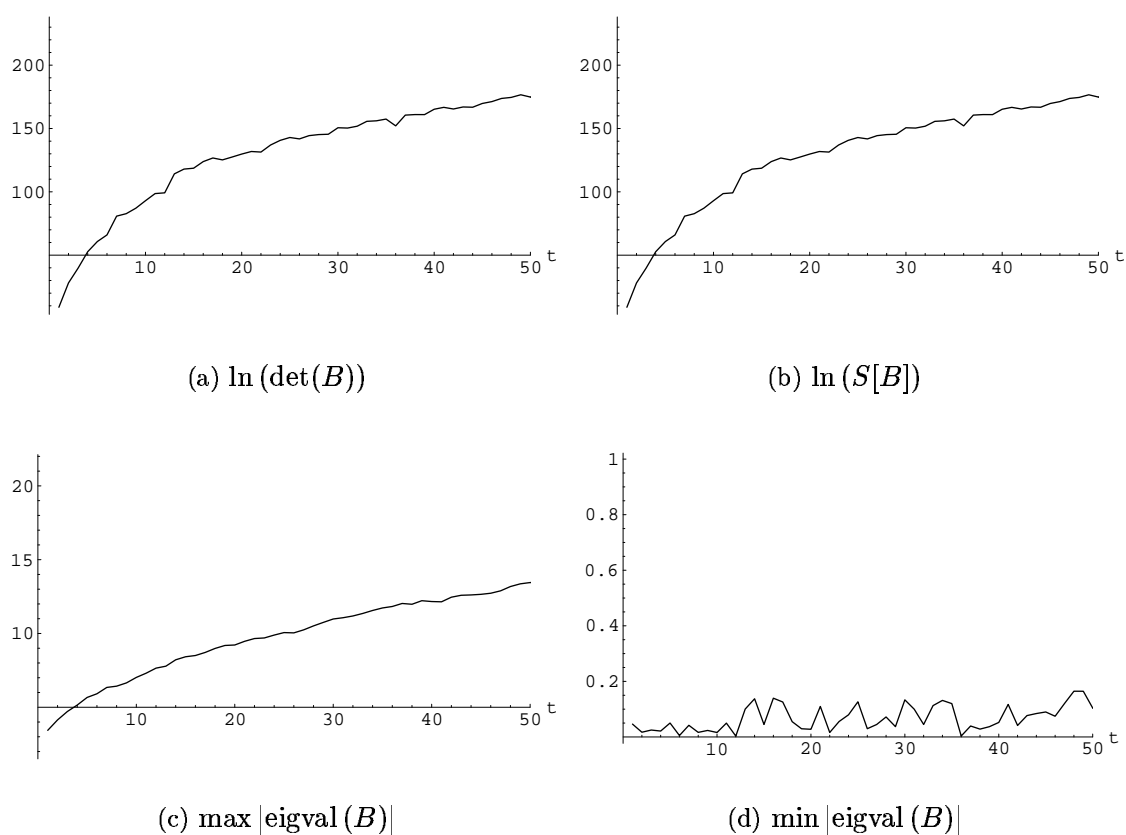 200
150
100
10 20 30 40 50 t
(a) ln (det(B))
200
150
100
10 20 30 40 50 t
(b) ln (S[B])
20
15
10
10 20 30 40 50 t
(c) max |eigval (B)|
1
0.8
0.6
0.4
0.2
10 20 30 40 50 t
(d) min |eigval (B)|